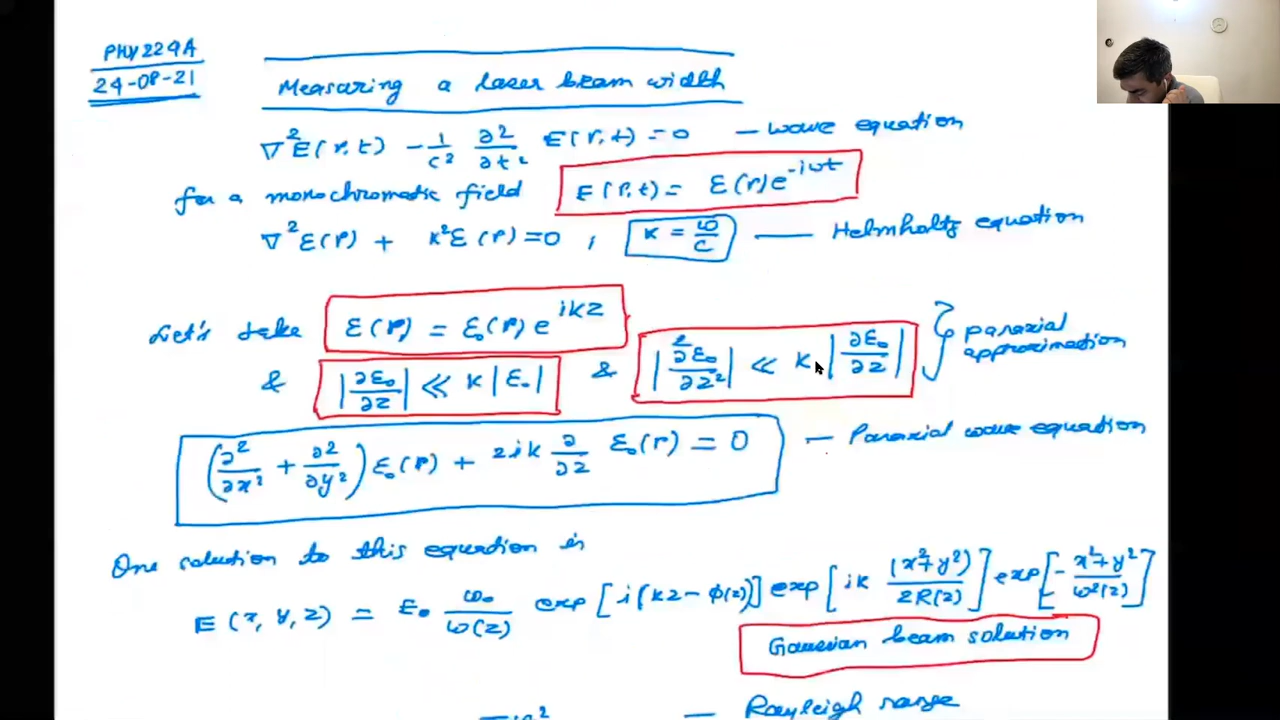 PHY224A
24-08-21
Measuring a laser beam width
∇²E(r,t) - 1/c² ∂²/∂t² E(r,t) = 0 — wave equation
for a monochromatic field E(r,t) = ℰ(r)e^{-iωt}
∇²ℰ(r) + k²ℰ(r) = 0 ; k = ω/c — Helmholtz equation
Let's take ℰ(r) = ℰ₀(r) e^{ikz}
& |∂ℰ₀/∂z| ≪ k|ℰ₀| & |∂²ℰ₀/∂z²| ≪ k |∂ℰ₀/∂z| } paraxial approximation
(∂²/∂x² + ∂²/∂y²) ℰ₀(r) + 2ik ∂/∂z ℰ₀(r) = 0 — Paraxial wave equation
One solution to this equation is
E(x, y, z) = E₀ ω₀/ω(z) exp[i(kz - φ(z))] exp[ik (x²+y²)/2R(z)] exp[-(x²+y²)/ω²(z)]
Gaussian beam solution
— Rayleigh range